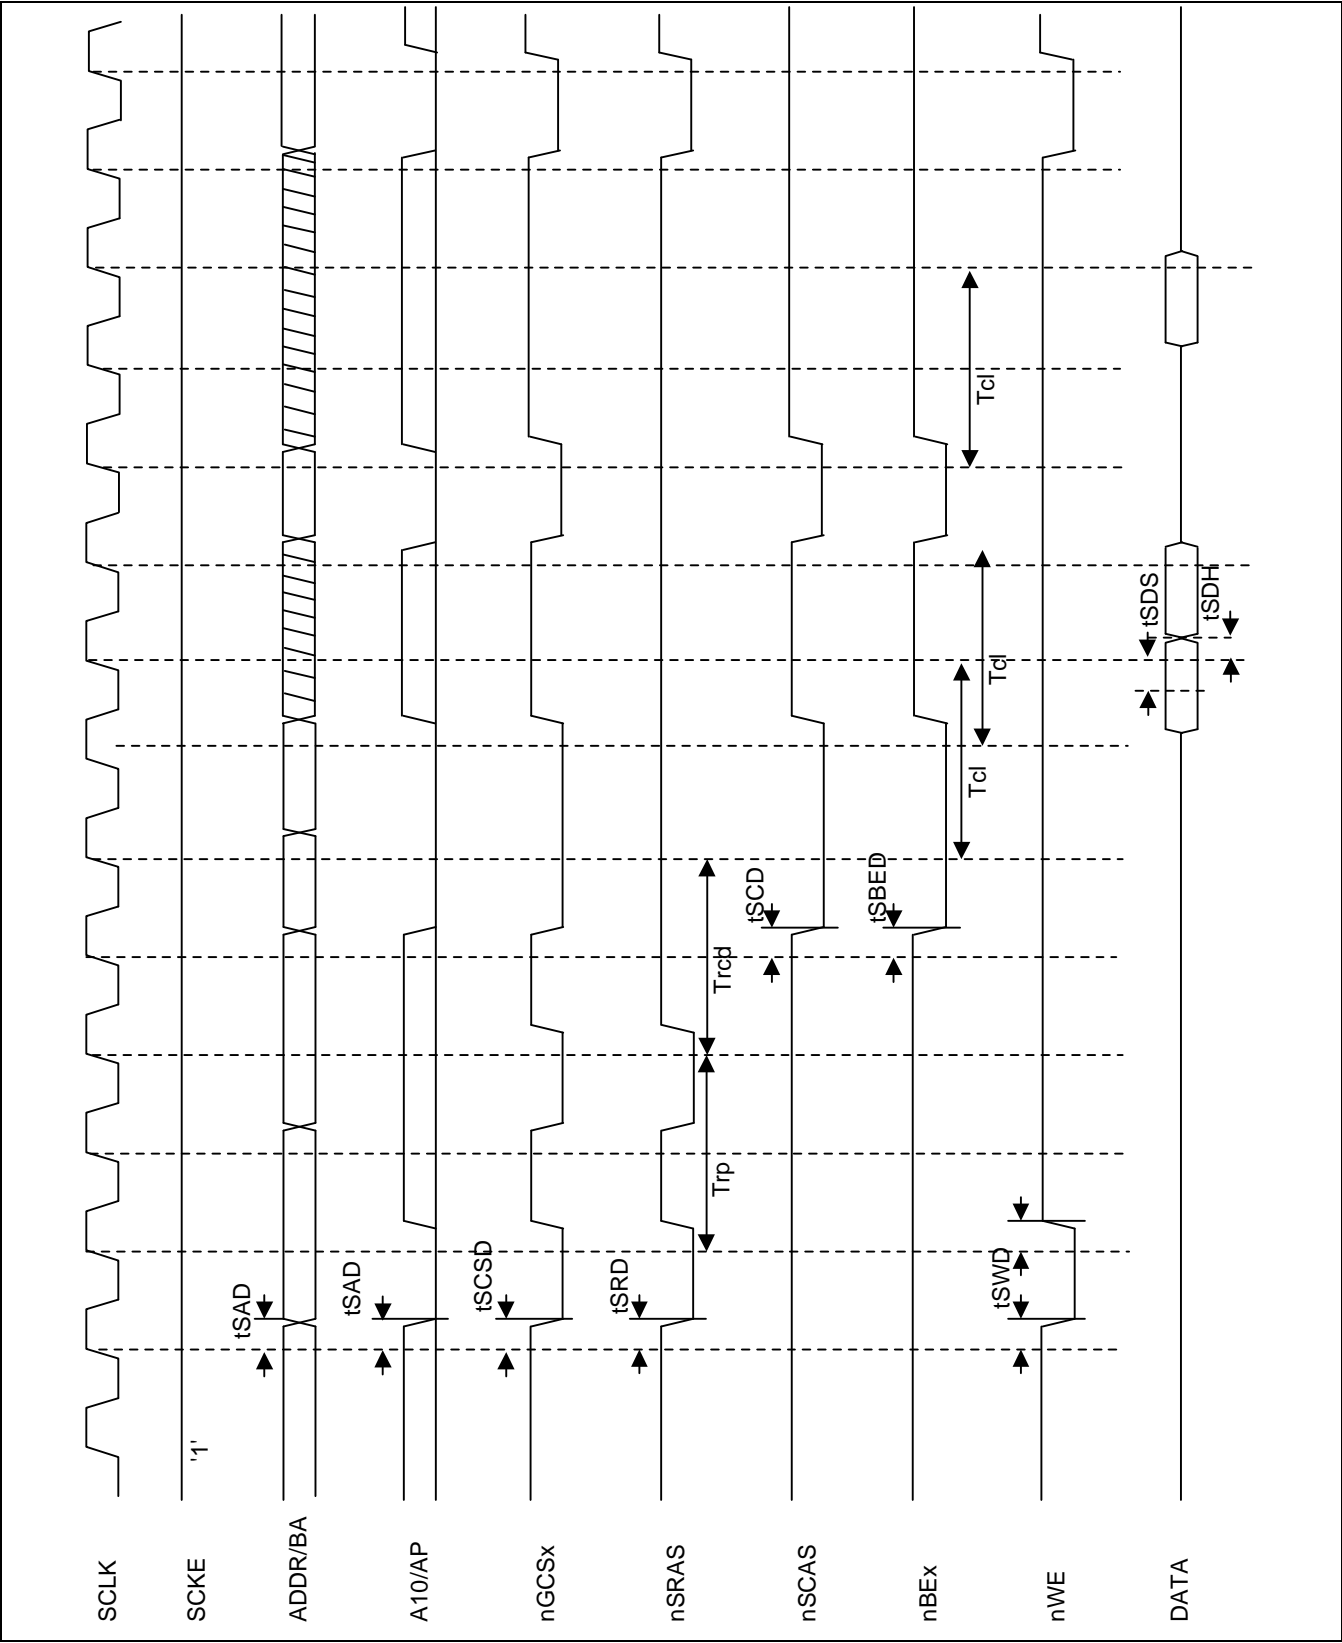 SCLK
SCKE
'1'
ADDR/BA
tSAD
A10/AP
tSAD
nGCSx
tSCSD
nSRAS
tSRD
Trp
Trcd
nSCAS
tSCD
nBEx
tSBED
Tcl
Tcl
Tcl
nWE
tSWD
DATA
tSDS
tSDH